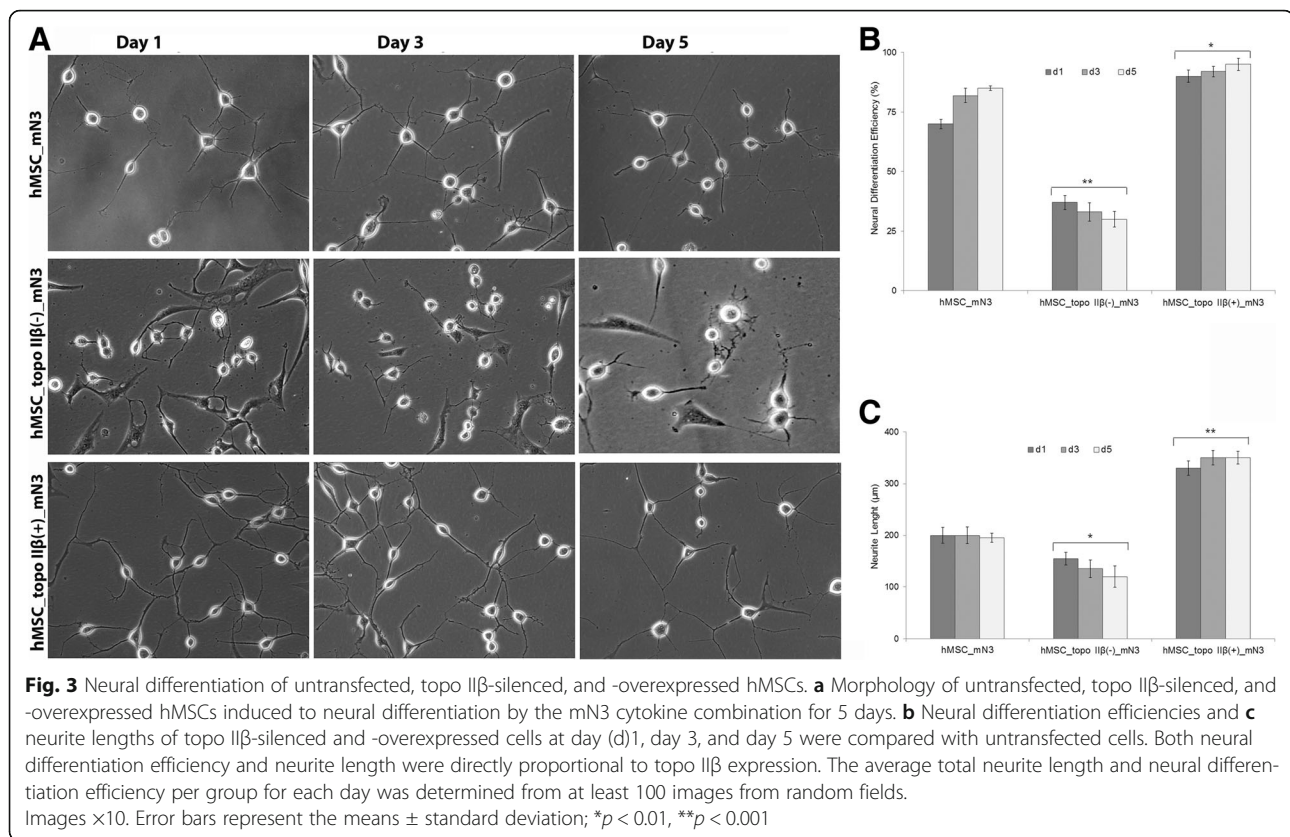 A
Day 1 Day 3 Day 5
hMSC_mN3
hMSC_topo IIβ(-)_mN3
hMSC_topo IIβ(+)_mN3
B
Neural Differentiation Efficiency (%)
100
75
50
25
0
d1 d3 d5
**
*
hMSC_mN3 hMSC_topo IIβ(-)_mN3 hMSC_topo IIβ(+)_mN3
C
Neurite Lenght (µm)
400
300
200
100
0
d1 d3 d5
*
**
hMSC_mN3 hMSC_topo IIβ(-)_mN3 hMSC_topo IIβ(+)_mN3
Fig. 3 Neural differentiation of untransfected, topo IIβ-silenced, and -overexpressed hMSCs. a Morphology of untransfected, topo IIβ-silenced, and
-overexpressed hMSCs induced to neural differentiation by the mN3 cytokine combination for 5 days. b Neural differentiation efficiencies and c
neurite lengths of topo IIβ-silenced and -overexpressed cells at day (d)1, day 3, and day 5 were compared with untransfected cells. Both neural
differentiation efficiency and neurite length were directly proportional to topo IIβ expression. The average total neurite length and neural differen-
tiation efficiency per group for each day was determined from at least 100 images from random fields.
Images ×10. Error bars represent the means ± standard deviation; *p < 0.01, **p < 0.001